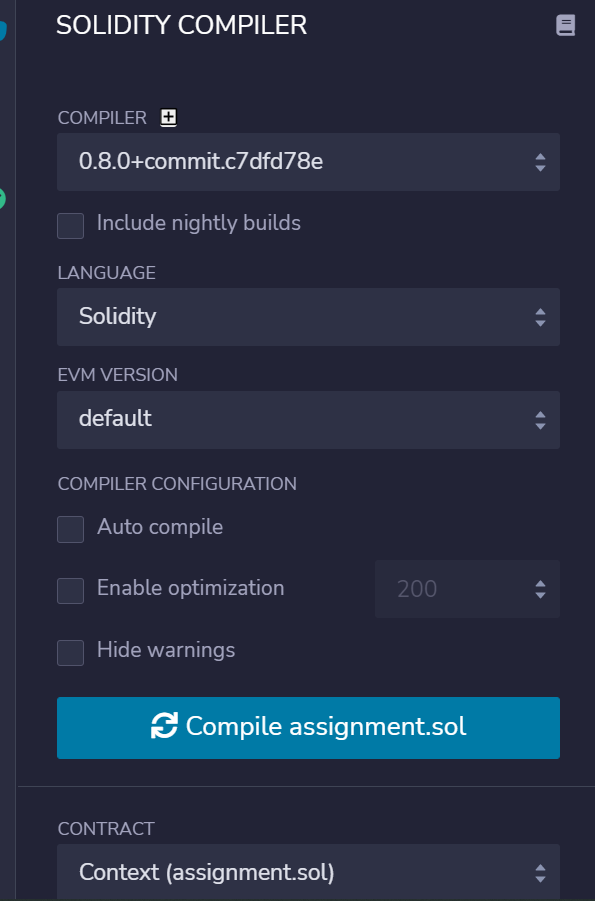 SOLIDITY COMPILER
COMPILER
0.8.0+commit.c7dfd78e
Include nightly builds
LANGUAGE
Solidity
EVM VERSION
default
COMPILER CONFIGURATION
Auto compile
Enable optimization 200
Hide warnings
Compile assignment.sol
CONTRACT
Context (assignment.sol)